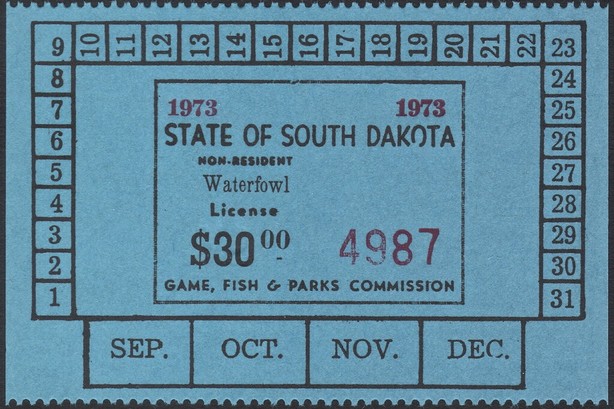 9 10 11 12 13 14 15 16 17 18 19 20 21 22 23
8 24
7 25
6 26
5 27
4 28
3 29
2 30
1 31
1973 1973
STATE OF SOUTH DAKOTA
NON-RESIDENT
Waterfowl
License
$30 00 4987
GAME, FISH & PARKS COMMISSION
SEP. OCT. NOV. DEC.